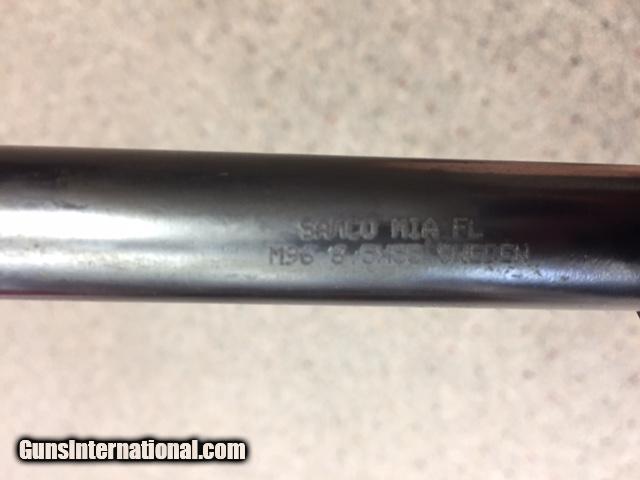 SAMCO MIA FL
M96 6.5X55 SWEDEN
GunsInternational.com